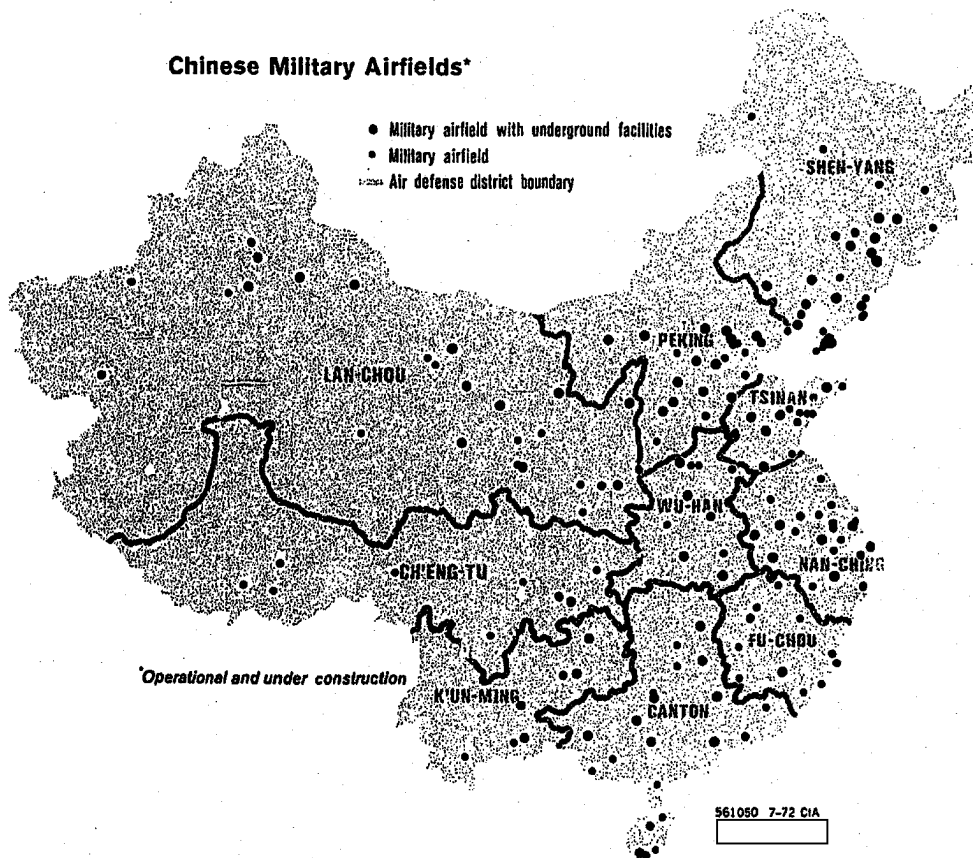 Chinese Military Airfields*
Military airfield with underground facilities
Military airfield
Air defense district boundary
SHEN-YANG
PEKING
LAN-CHOU
TSINAN
WU-HAN
CH'ENG-TU
NAN-CHING
FU-CHOU
*Operational and under construction
K'UN-MING
CANTON
561050 7-72 CIA